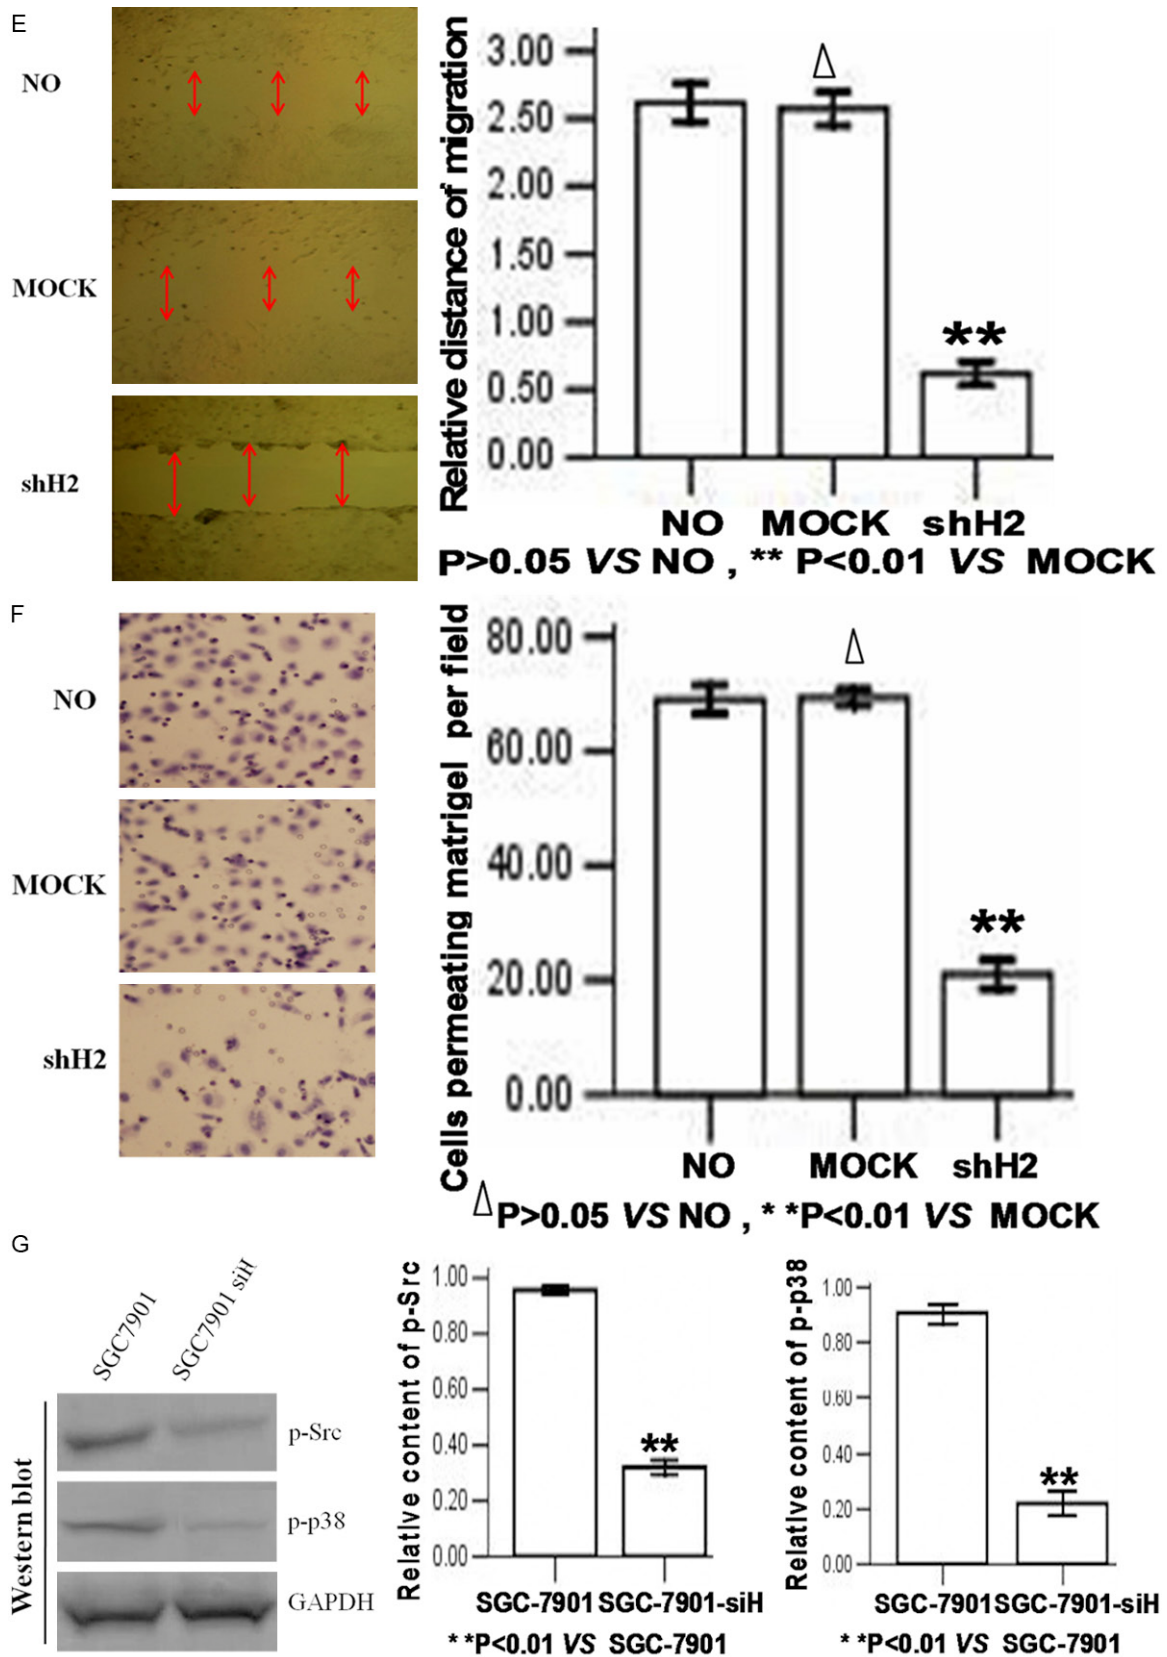 E
NO
MOCK
shH2
Relative distance of migration
3.00
2.50
2.00
1.50
1.00
0.50
0.00
△
**
NO MOCK shH2
P>0.05 VS NO , ** P<0.01 VS MOCK
F
NO
MOCK
shH2
Cells permeating matrigel per field
80.00
60.00
40.00
20.00
0.00
△
**
NO MOCK shH2
△P>0.05 VS NO , * *P<0.01 VS MOCK
G
SGC7901
SGC7901 siH
Western blot
p-Src
p-p38
GAPDH
Relative content of p-Src
1.00
0.80
0.60
0.40
0.20
0.00
**
SGC-7901 SGC-7901-siH
* *P<0.01 VS SGC-7901
Relative content of p-p38
1.00
0.80
0.60
0.40
0.20
0.00
**
SGC-7901 SGC-7901-siH
* *P<0.01 VS SGC-7901